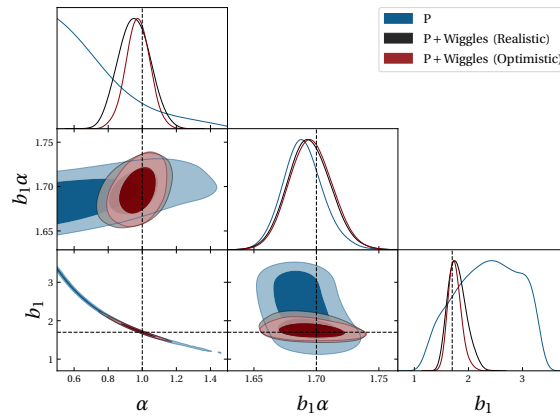 P
P + Wiggles (Realistic)
P + Wiggles (Optimistic)
1.75
1.70
1.65
b₁α
3
2
1
b₁
0.6 0.8 1.0 1.2 1.4
α
1.65 1.70 1.75
b₁α
1 2 3
b₁